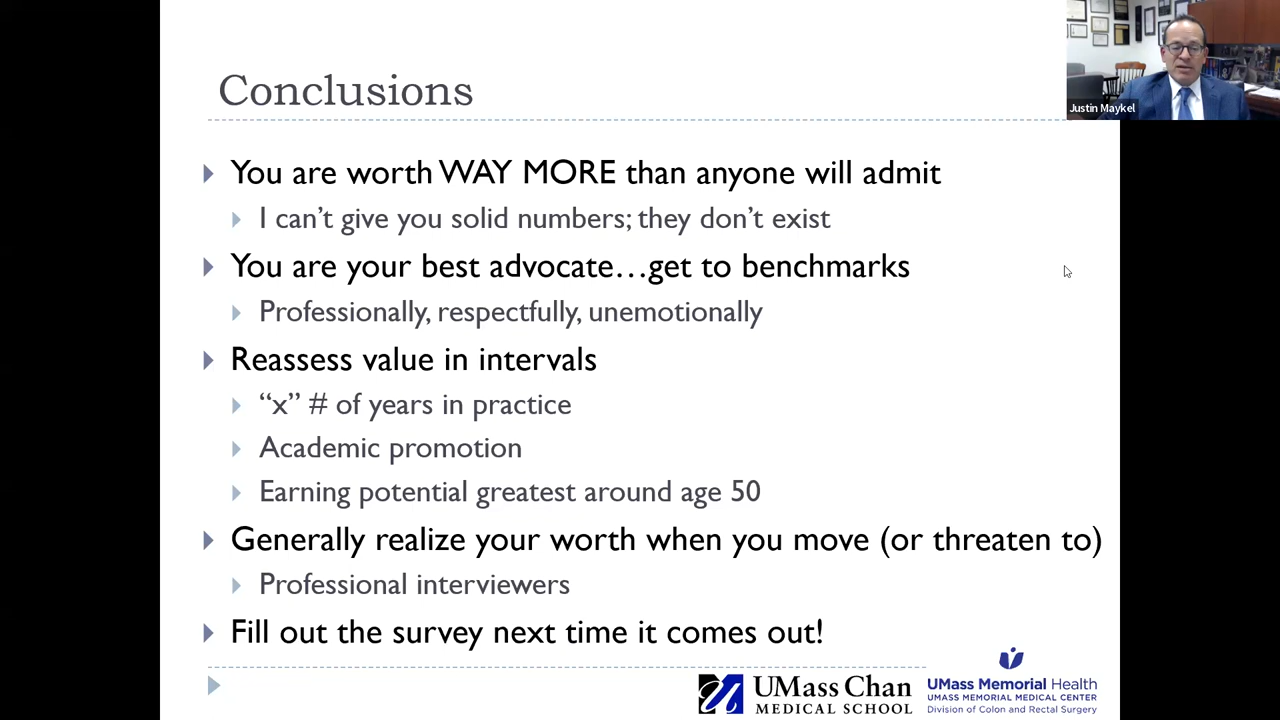 Conclusions
Justin Maykel
You are worth WAY MORE than anyone will admit
I can’t give you solid numbers; they don’t exist
You are your best advocate…get to benchmarks
Professionally, respectfully, unemotionally
Reassess value in intervals
“x” # of years in practice
Academic promotion
Earning potential greatest around age 50
Generally realize your worth when you move (or threaten to)
Professional interviewers
Fill out the survey next time it comes out!
UMass Chan
MEDICAL SCHOOL
UMass Memorial Health
UMASS MEMORIAL MEDICAL CENTER
Division of Colon and Rectal Surgery